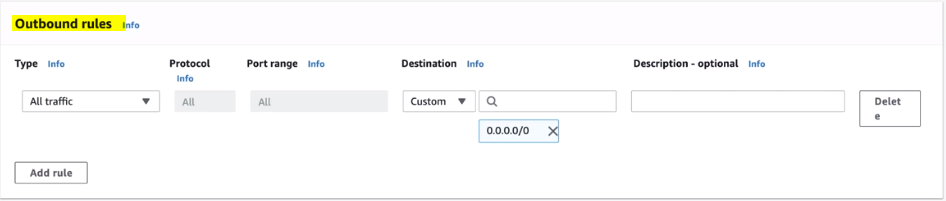 Outbound rules Info
Type Info Protocol Info Port range Info Destination Info Description - optional Info
All traffic All All Custom Delete
0.0.0.0/0
Add rule